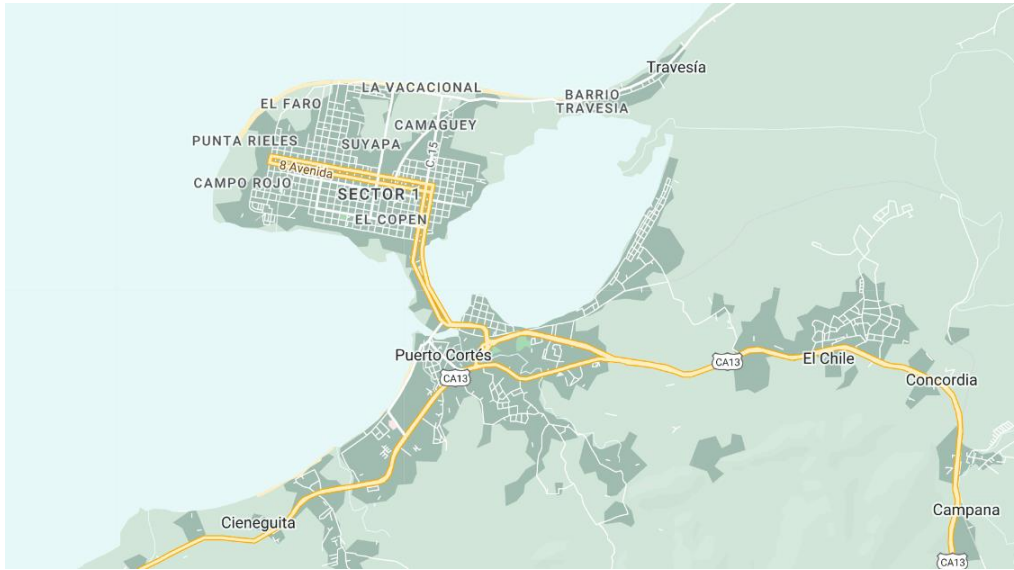 Travesía
LA VACACIONAL
BARRIO
TRAVESIA
EL FARO
CAMAGUEY
PUNTA RIELES
SUYAPA
C. 15
8 Avenida
CAMPO ROJO
SECTOR 1
EL COPEN
Puerto Cortés
CA13
CA13
El Chile
Concordia
Cieneguita
Campana
CA13